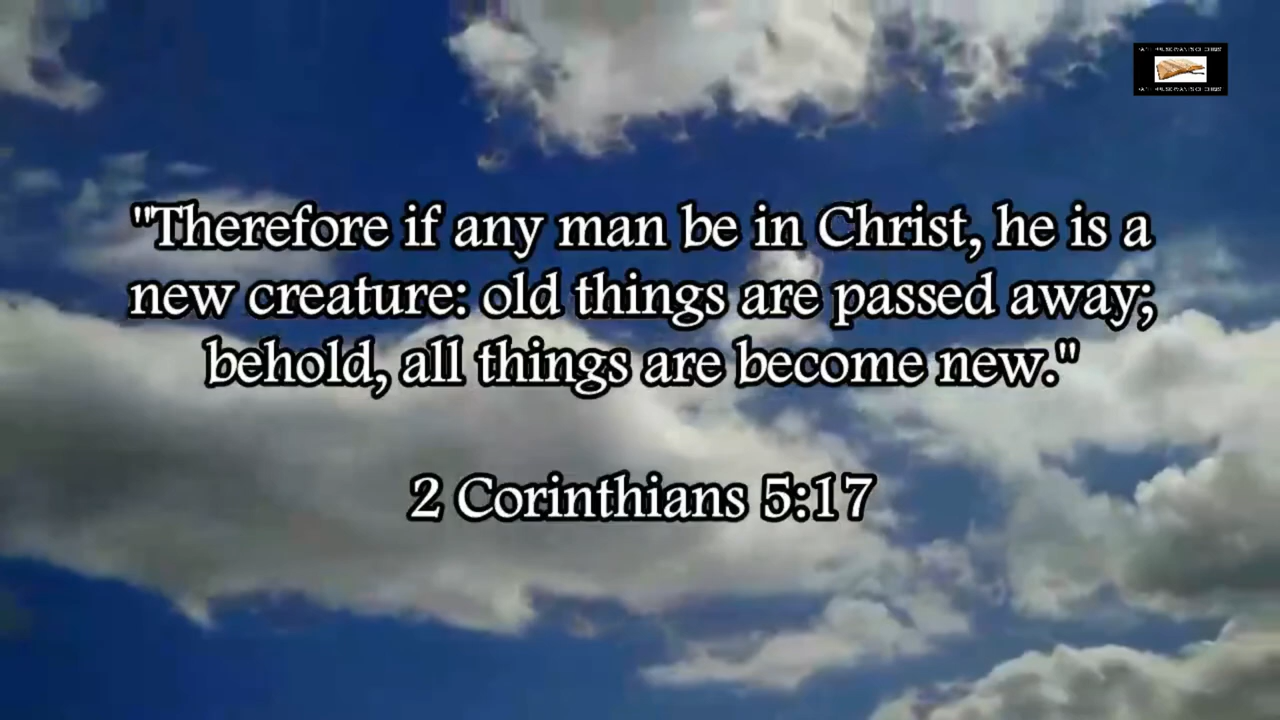 "Therefore if any man be in Christ, he is a
new creature: old things are passed away;
behold, all things are become new."
2 Corinthians 5:17